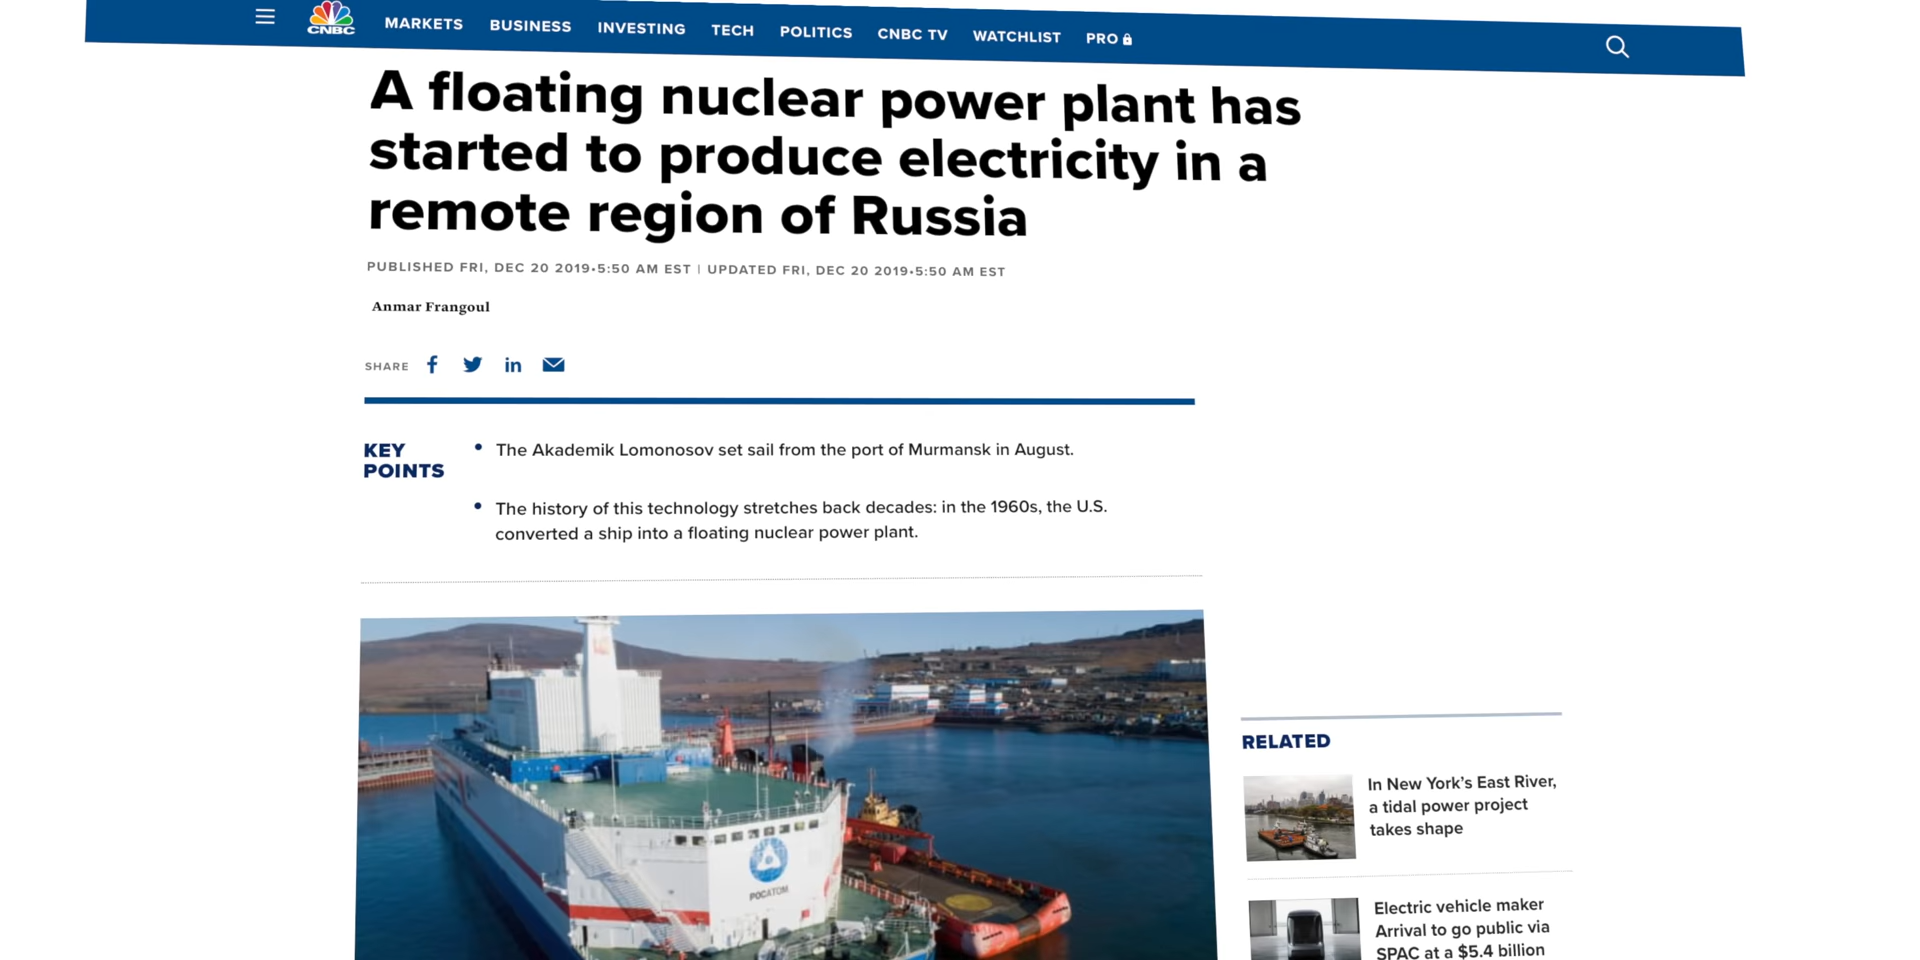 CNBC
MARKETS BUSINESS INVESTING TECH POLITICS CNBC TV WATCHLIST PRO
A floating nuclear power plant has
started to produce electricity in a
remote region of Russia
PUBLISHED FRI, DEC 20 2019•5:50 AM EST | UPDATED FRI, DEC 20 2019•5:50 AM EST
Anmar Frangoul
SHARE
KEY
POINTS
• The Akademik Lomonosov set sail from the port of Murmansk in August.
• The history of this technology stretches back decades: in the 1960s, the U.S.
converted a ship into a floating nuclear power plant.
РОСАТОМ
RELATED
In New York’s East River,
a tidal power project
takes shape
Electric vehicle maker
Arrival to go public via
SPAC at a $5.4 billion